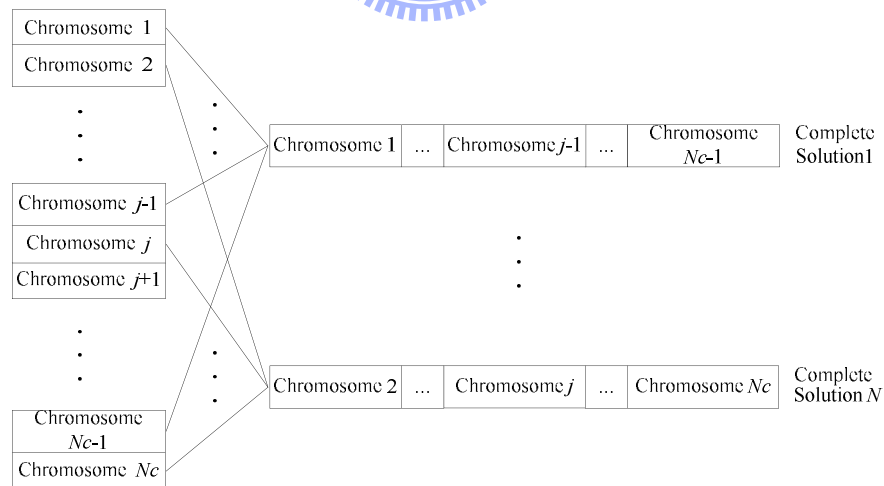 Chromosome 1
Chromosome 2
Chromosome j-1
Chromosome j
Chromosome j+1
Chromosome
Nc-1
Chromosome Nc
Chromosome 1 ... Chromosome j-1 ... Chromosome
Nc-1
Complete
Solution1
Chromosome 2 ... Chromosome j ... Chromosome Nc
Complete
Solution N